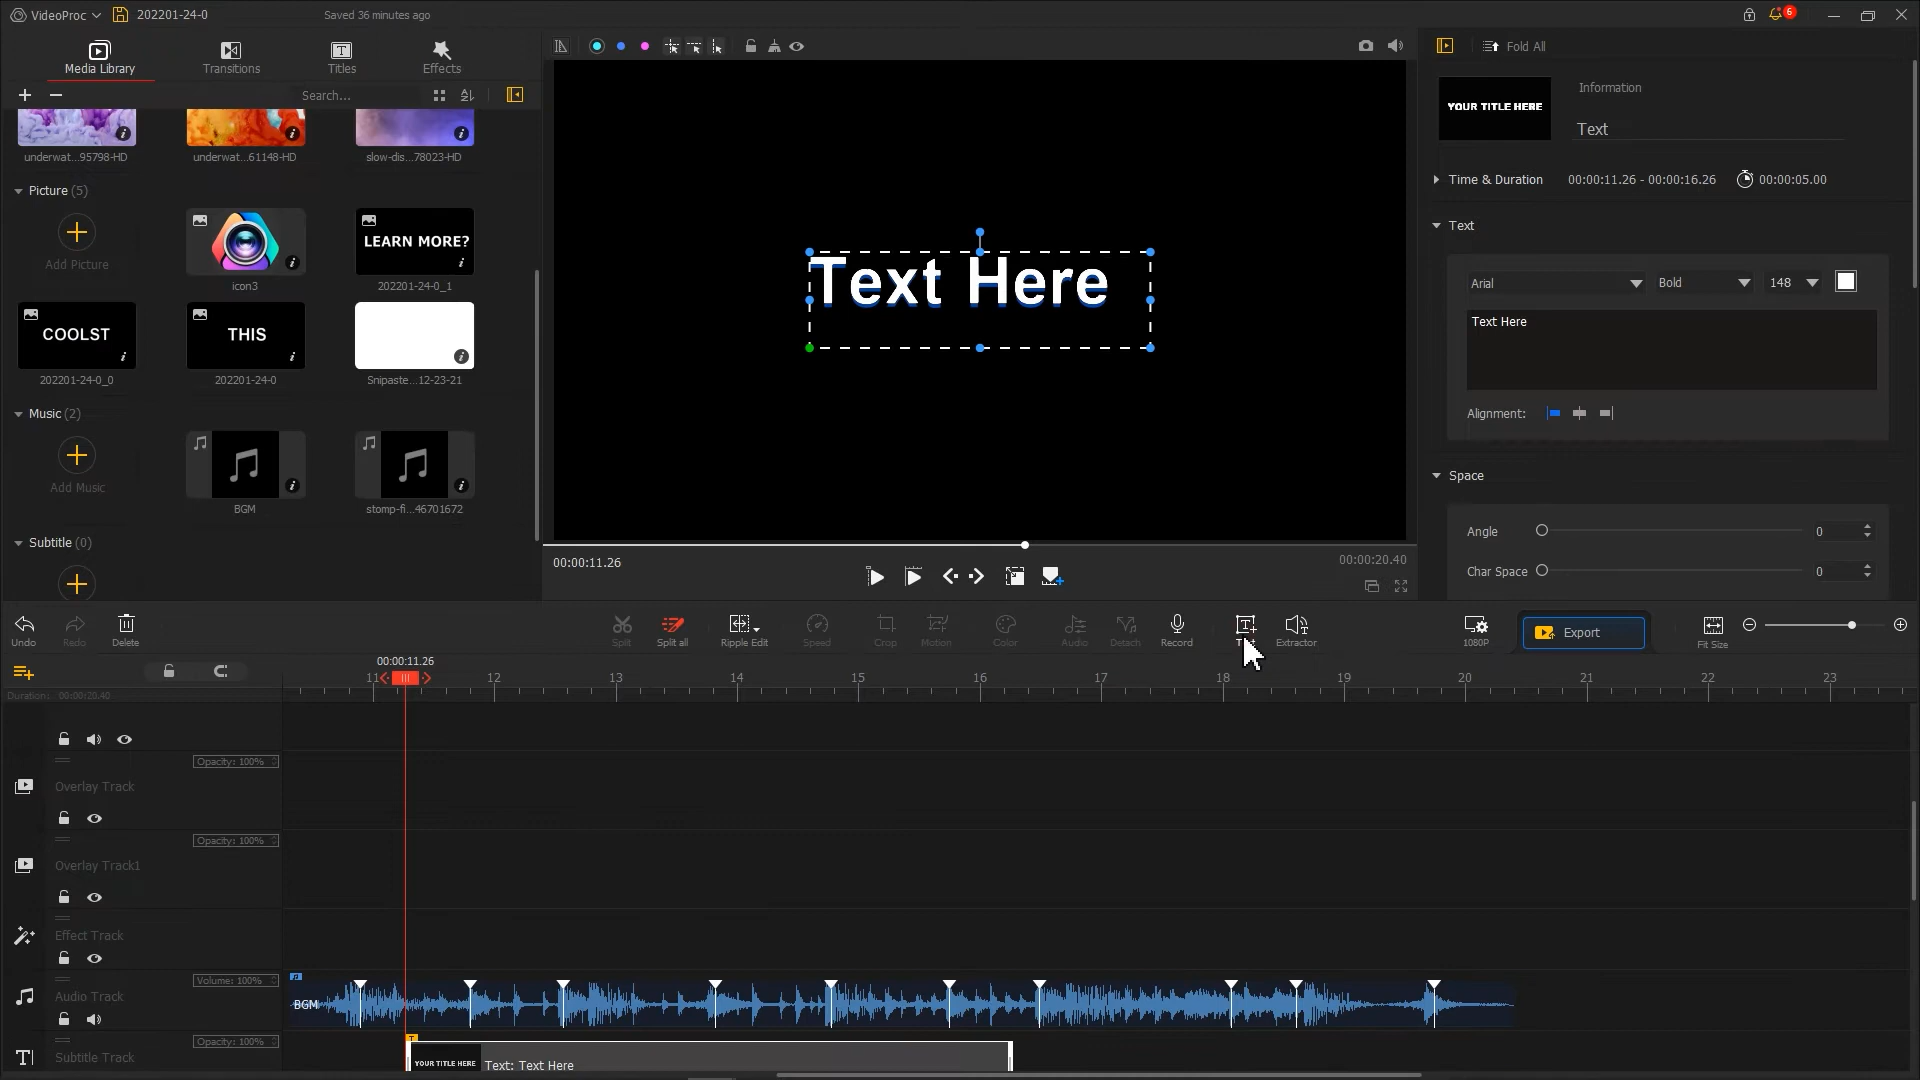 VideoProc
202201-24-0
Saved 36 minutes ago
6
Media Library
Transitions
Titles
Effects
Search...
underwat...95798-HD
underwat...61148-HD
slow-dis...78023-HD
Picture (5)
Add Picture
icon3
LEARN MORE?
202201-24-0_1
COOLST
202201-24-0_0
THIS
202201-24-0
Snipaste...12-23-21
Music (2)
Add Music
BGM
stomp-fi...46701672
Subtitle (0)
Text Here
00:00:11.26
00:00:20.40
Fold All
YOUR TITLE HERE
Information
Text
Time & Duration
00:00:11.26 - 00:00:16.26
00:00:05.00
Text
Arial
Bold
148
Text Here
Alignment:
Space
Angle
0
Char Space
0
Undo
Redo
Delete
Split
Split all
Ripple Edit
Speed
Crop
Motion
Color
Audio
Detach
Record
Extractor
1080P
Export
Fit Size
00:00:11.26
Duration: 00:00:20.40
11
12
13
14
15
16
17
18
19
20
21
22
23
Opacity: 100%
Overlay Track
Opacity: 100%
Overlay Track1
Effect Track
Volume: 100%
Audio Track
BGM
Opacity: 100%
Subtitle Track
YOUR TITLE HERE
Text: Text Here